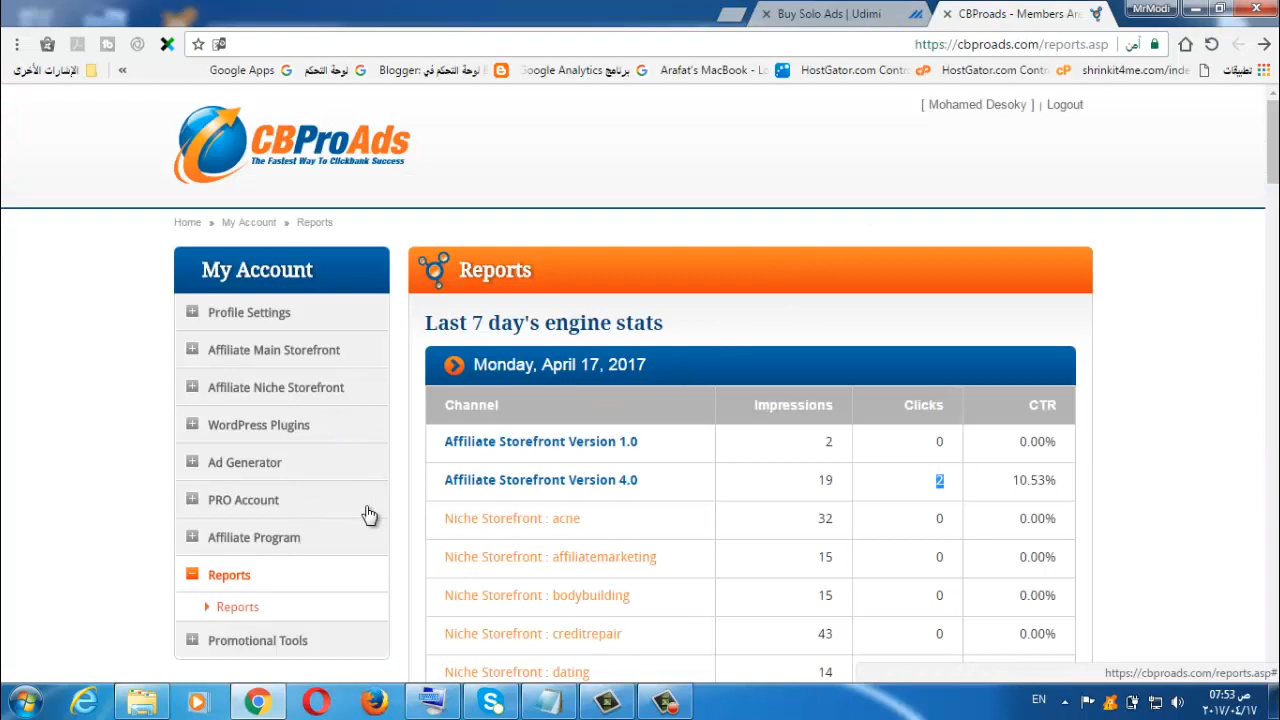 MrModi
Buy Solo Ads | Udimi
CBProads - Members Are
https://cbproads.com/reports.asp
آمن
الإشارات الأخرى
«
Google Apps
لوحة التحكم
Blogger: لوحة التحكم في
برنامج Google Analytics
Arafat's MacBook - Lo
HostGator.com Contr
HostGator.com Contr
shrinkit4me.com/inde
تطبيقات
[ Mohamed Desoky ] | Logout
CBProAds
The Fastest Way To Clickbank Success
Home » My Account » Reports
My Account
Profile Settings
Affiliate Main Storefront
Affiliate Niche Storefront
WordPress Plugins
Ad Generator
PRO Account
Affiliate Program
Reports
Reports
Promotional Tools
Reports
Last 7 day's engine stats
Monday, April 17, 2017
Channel Impressions Clicks CTR
Affiliate Storefront Version 1.0 2 0 0.00%
Affiliate Storefront Version 4.0 19 2 10.53%
Niche Storefront : acne 32 0 0.00%
Niche Storefront : affiliatemarketing 15 0 0.00%
Niche Storefront : bodybuilding 15 0 0.00%
Niche Storefront : creditrepair 43 0 0.00%
Niche Storefront : dating 14
https://cbproads.com/reports.asp#
EN
07:53 ص
٢٠١٧/٠٤/١٧